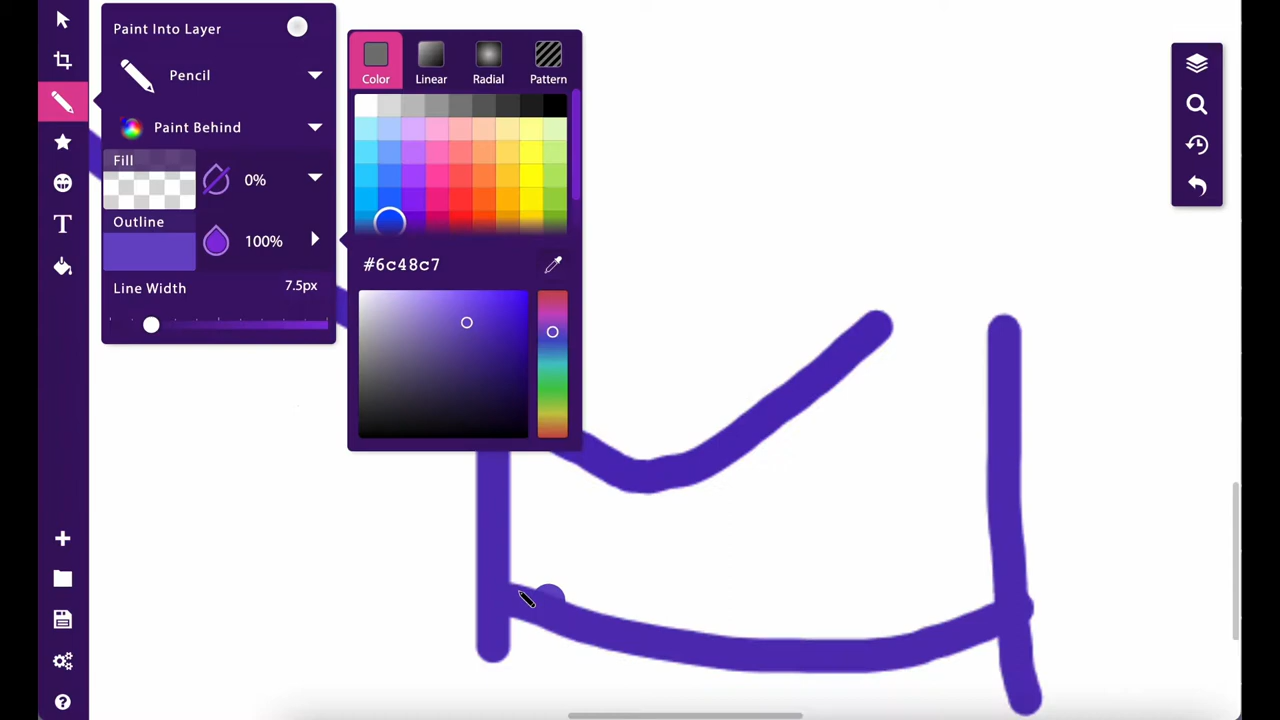 Paint Into Layer
Pencil
Paint Behind
Fill
0%
Outline
100%
Line Width
7.5px
Color
Linear
Radial
Pattern
#6c48c7
T
?